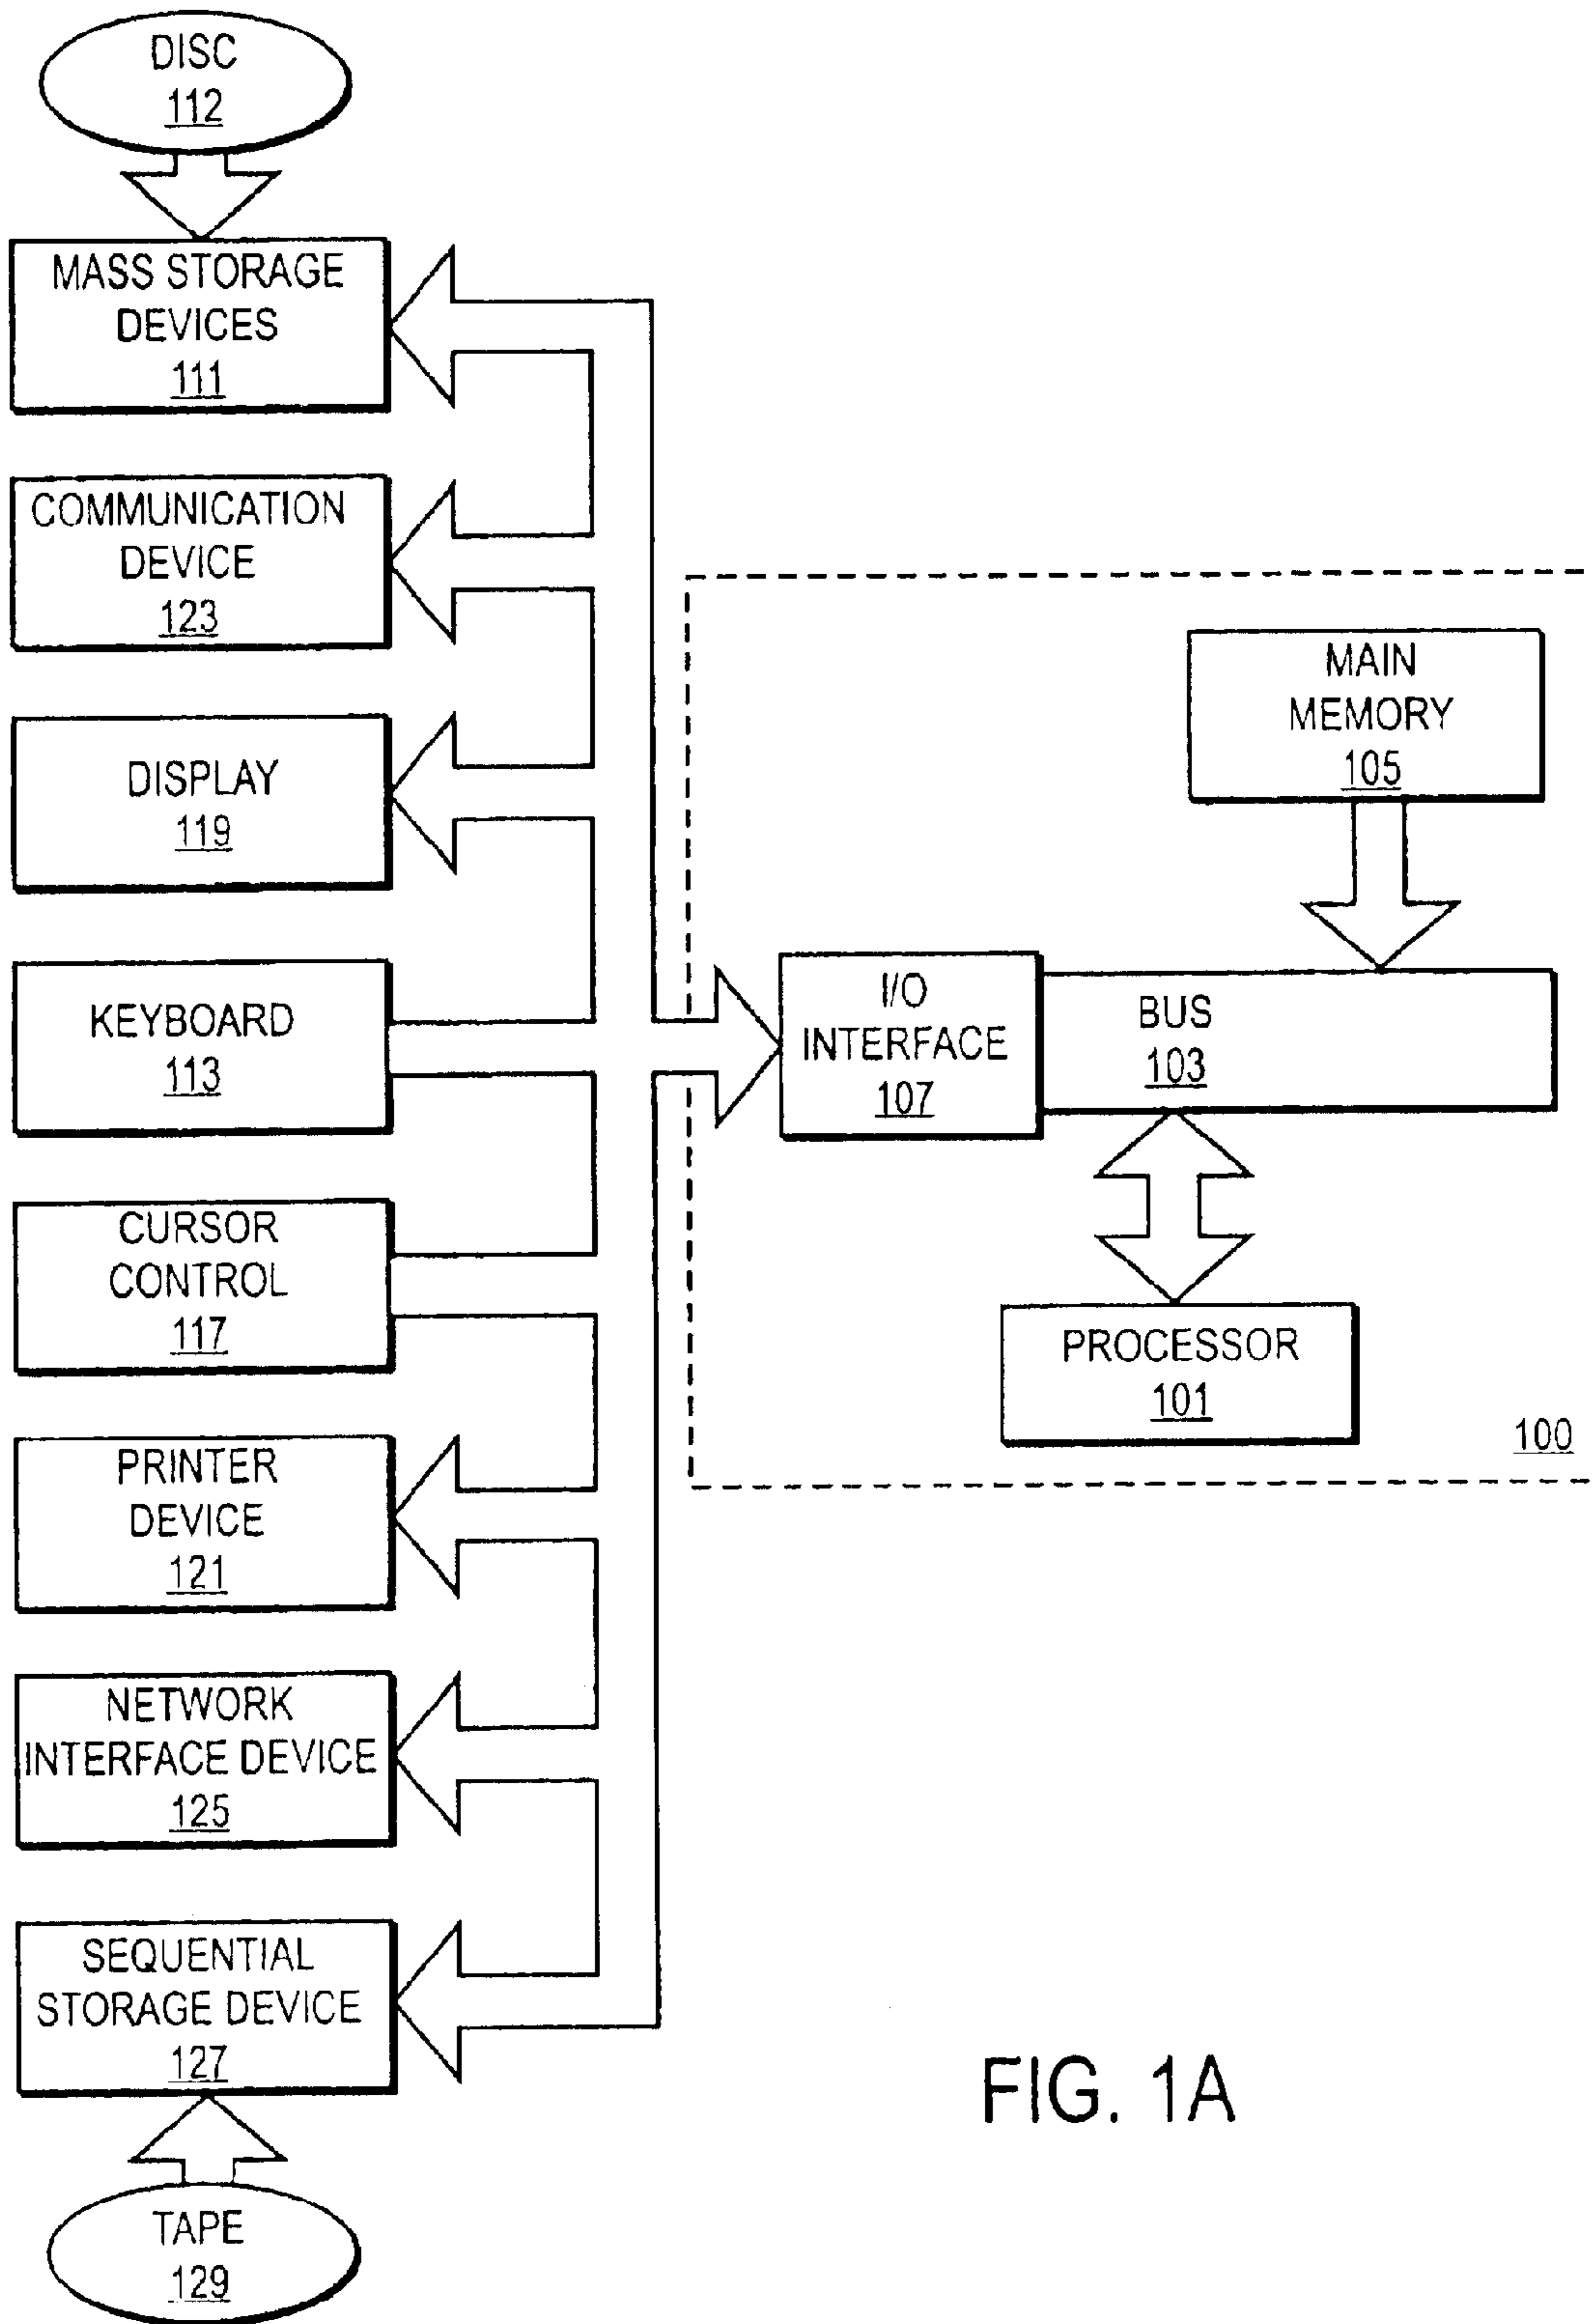 DISC
112
MASS STORAGE
DEVICES
111
COMMUNICATION
DEVICE
123
DISPLAY
119
KEYBOARD
113
CURSOR
CONTROL
117
PRINTER
DEVICE
121
NETWORK
INTERFACE DEVICE
125
SEQUENTIAL
STORAGE DEVICE
127
TAPE
129
MAIN
MEMORY
105
I/O
INTERFACE
107
BUS
103
PROCESSOR
101
100
FIG. 1A